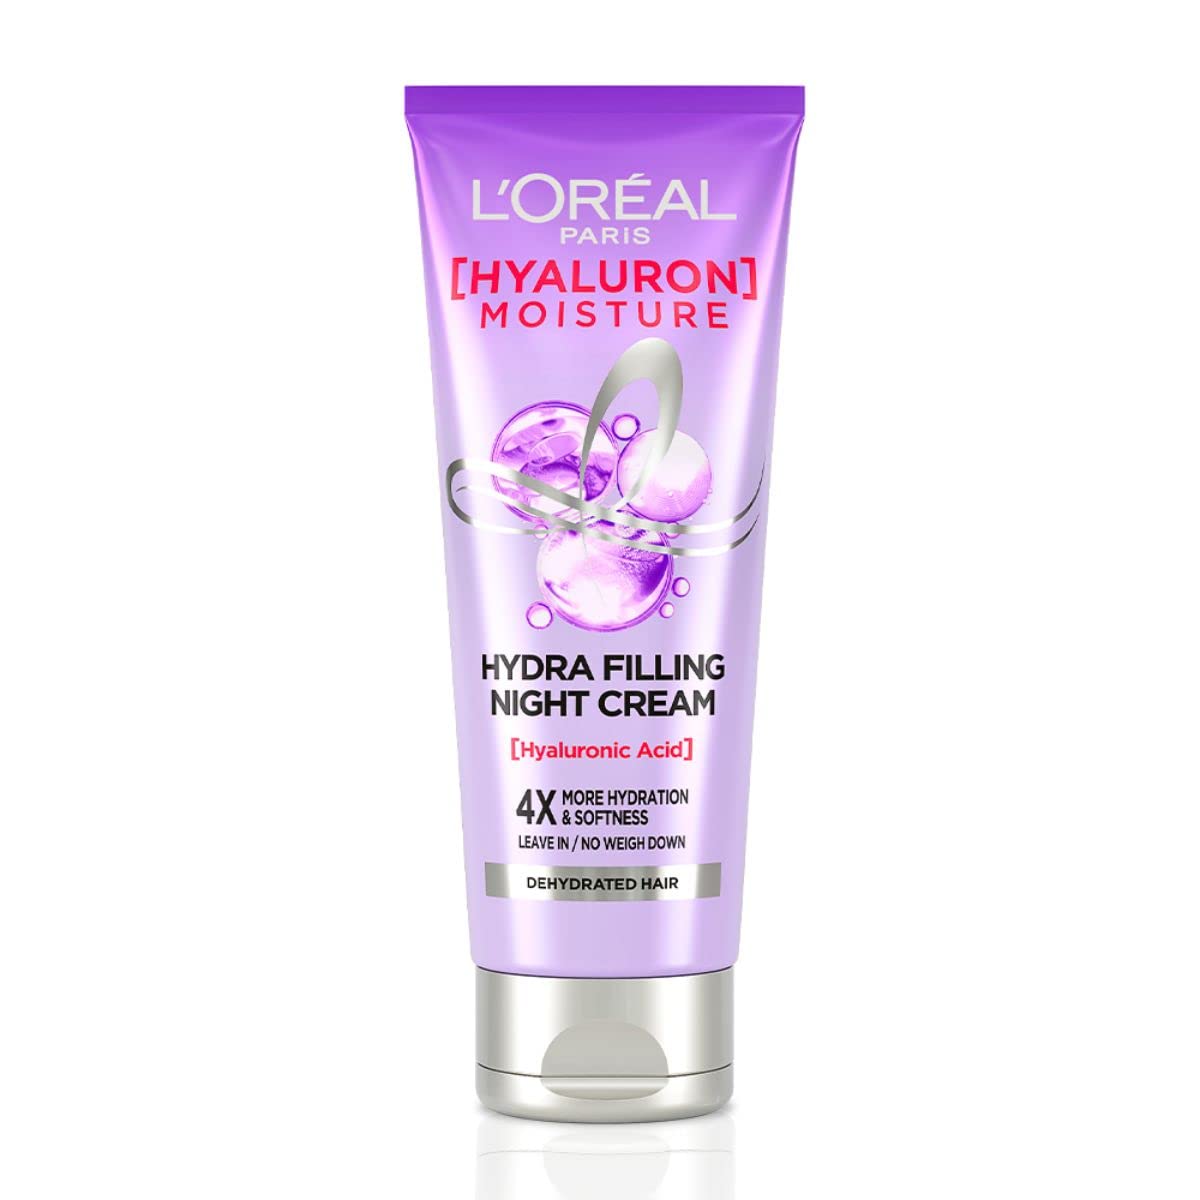 L'ORÉAL
PARIS
[HYALURON]
MOISTURE
HYDRA FILLING
NIGHT CREAM
[Hyaluronic Acid]
4X MORE HYDRATION
& SOFTNESS
LEAVE IN / NO WEIGH DOWN
DEHYDRATED HAIR